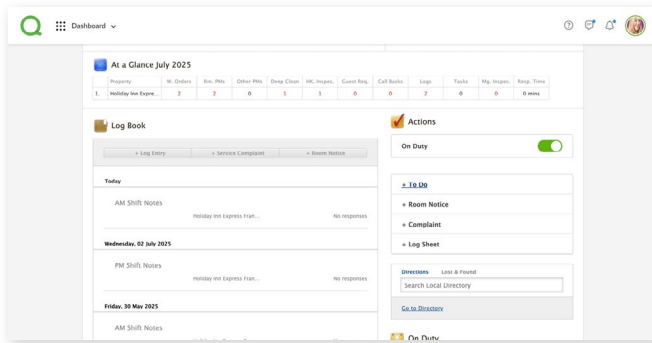 Dashboard
At a Glance July 2025
Property W. Orders Rm. PMs Other PMs Deep Clean HK. Inspec. Guest Req. Call Backs Logs Tasks Mg. Inspec. Resp. Time
1. Holiday Inn Expre... 2 2 0 1 1 0 0 2 0 0 0 mins
Log Book
+ Log Entry + Service Complaint + Room Notice
Today
AM Shift Notes
Holiday Inn Express Fran... No responses
Wednesday, 02 July 2025
PM Shift Notes
Holiday Inn Express Fran... No responses
Friday, 30 May 2025
AM Shift Notes
Actions
On Duty
+ To Do
+ Room Notice
+ Complaint
+ Log Sheet
Directions Lost & Found
Search Local Directory
Go to Directory
On Duty